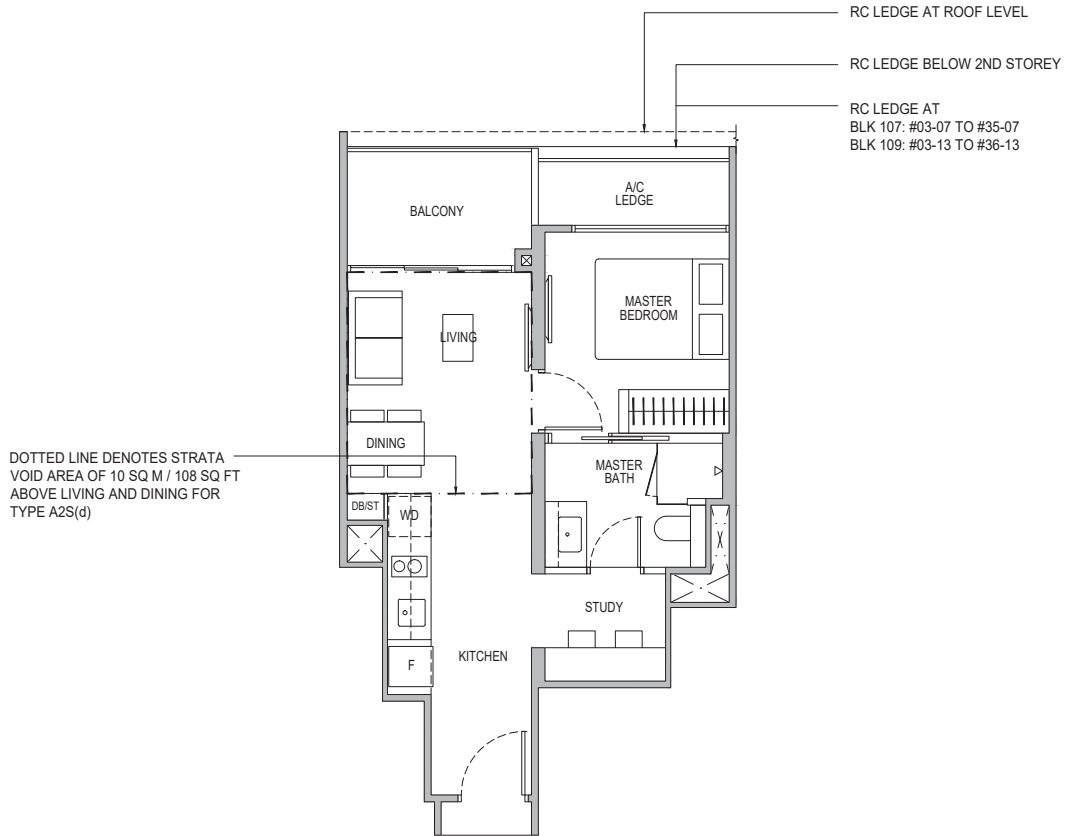 RC LEDGE AT ROOF LEVEL
RC LEDGE BELOW 2ND STOREY
RC LEDGE AT
BLK 107: #03-07 TO #35-07
BLK 109: #03-13 TO #36-13
A/C
LEDGE
BALCONY
MASTER
BEDROOM
LIVING
DINING
DOTTED LINE DENOTES STRATA
VOID AREA OF 10 SQ M / 108 SQ FT
ABOVE LIVING AND DINING FOR
TYPE A2S(d)
MASTER
BATH
DB/ST
WD
STUDY
KITCHEN
F